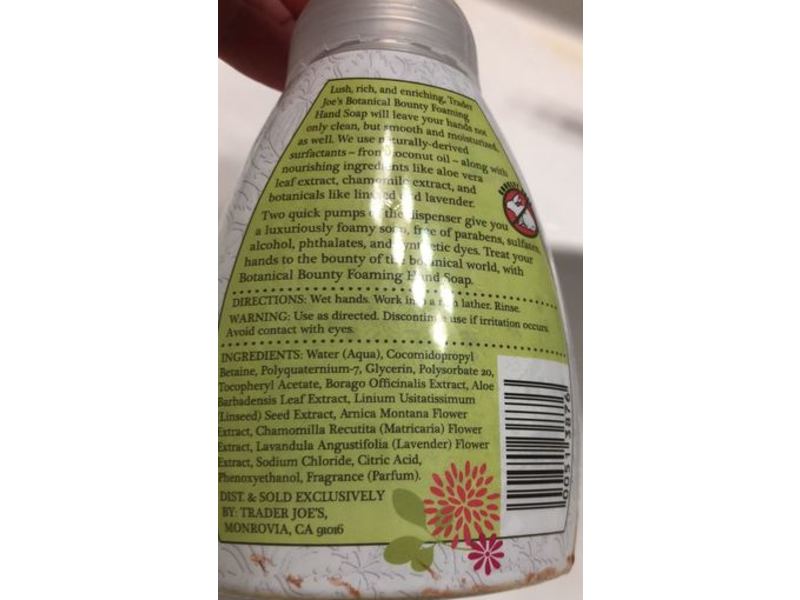 Lush, rich, and enriching, Trader
Joe's Botanical Bounty Foaming
Hand Soap will leave your hands not
only clean, but smooth and moisturized,
as well. We use naturally-derived
surfactants – from coconut oil – along with
nourishing ingredients like aloe vera
leaf extract, chamomile extract, and
botanicals like linseed and lavender.
Two quick pumps of the dispenser give you
a luxuriously foamy soap, free of parabens, sulfates,
alcohol, phthalates, and synthetic dyes. Treat your
hands to the bounty of the botanical world, with
Botanical Bounty Foaming Hand Soap.
DIRECTIONS: Wet hands. Work into a rich lather. Rinse.
WARNING: Use as directed. Discontinue use if irritation occurs.
Avoid contact with eyes.
INGREDIENTS: Water (Aqua), Cocomidopropyl
Betaine, Polyquaternium-7, Glycerin, Polysorbate 20,
Tocopheryl Acetate, Borago Officinalis Extract, Aloe
Barbadensis Leaf Extract, Linium Usitatissimum
(Linseed) Seed Extract, Arnica Montana Flower
Extract, Chamomilla Recutita (Matricaria) Flower
Extract, Lavandula Angustifolia (Lavender) Flower
Extract, Sodium Chloride, Citric Acid,
Phenoxyethanol, Fragrance (Parfum).
DIST. & SOLD EXCLUSIVELY
BY: TRADER JOE'S,
MONROVIA, CA 91016
0051 3876